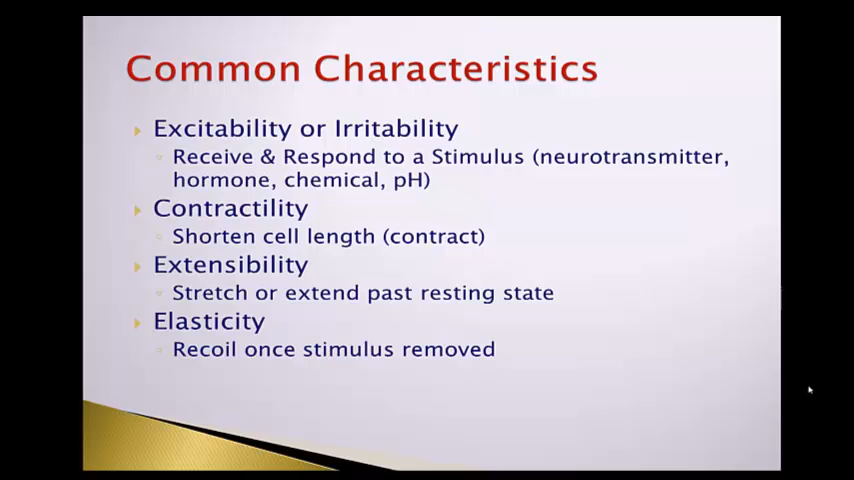 Common Characteristics
Excitability or Irritability
Receive & Respond to a Stimulus (neurotransmitter,
hormone, chemical, pH)
Contractility
Shorten cell length (contract)
Extensibility
Stretch or extend past resting state
Elasticity
Recoil once stimulus removed